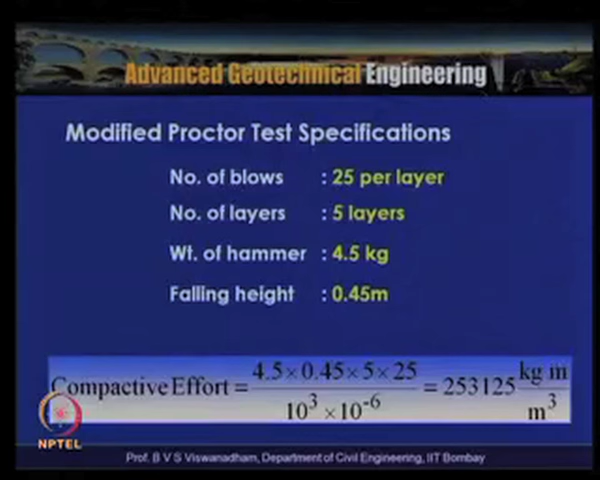 Advanced Geotechnical Engineering
Modified Proctor Test Specifications
No. of blows : 25 per layer
No. of layers : 5 layers
Wt. of hammer : 4.5 kg
Falling height : 0.45m
Compactive Effort = 4.5×0.45×5×25 / 10³ ×10⁻⁶ = 253125 kg m / m³
NPTEL
Prof. B V S Viswanadham, Department of Civil Engineering, IIT Bombay